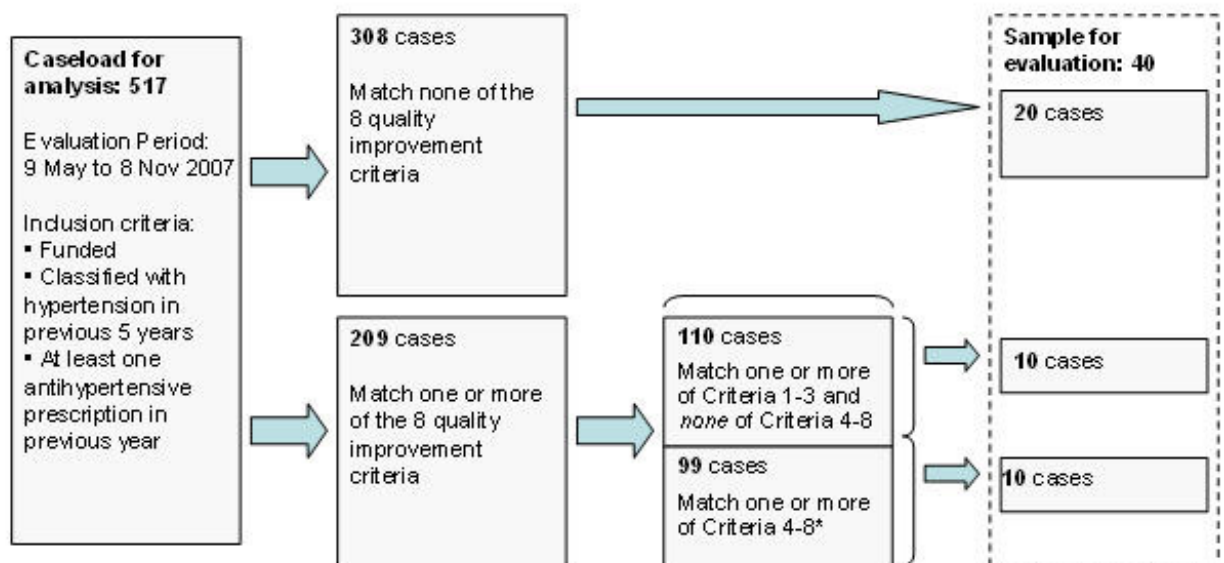 Caseload for
analysis: 517
Evaluation Period:
9 May to 8 Nov 2007
Inclusion criteria:
▪ Funded
▪ Classified with
hypertension in
previous 5 years
▪ At least one
antihypertensive
prescription in
previous year
308 cases
Match none of the
8 quality
improvement
criteria
209 cases
Match one or more
of the 8 quality
improvement
criteria
110 cases
Match one or more
of Criteria 1-3 and
none of Criteria 4-8
99 cases
Match one or more
of Criteria 4-8*
Sample for
evaluation: 40
20 cases
10 cases
10 cases